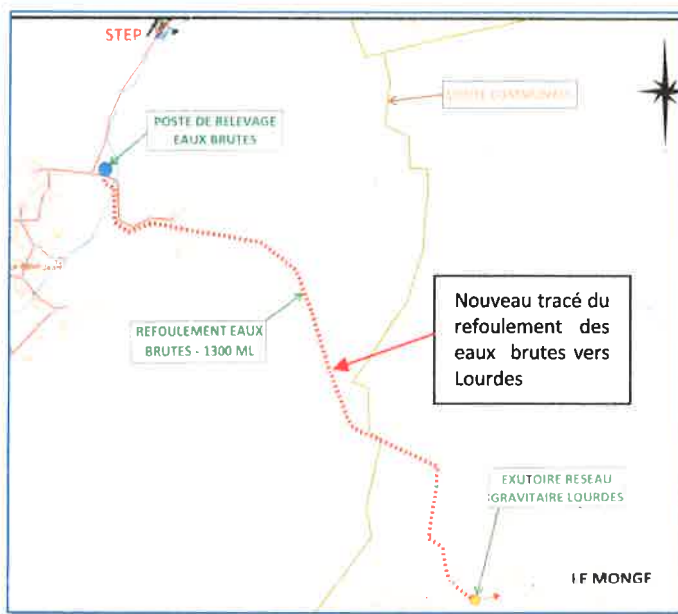 STEP
POSTE DE RELEVAGE
EAUX BRUTES
REFOULEMENT EAUX
BRUTES - 1300 ML
Nouveau tracé du
refoulement des
eaux brutes vers
Lourdes
EXUTOIRE RESEAU
GRAVITAIRE LOURDES
LE MONGE